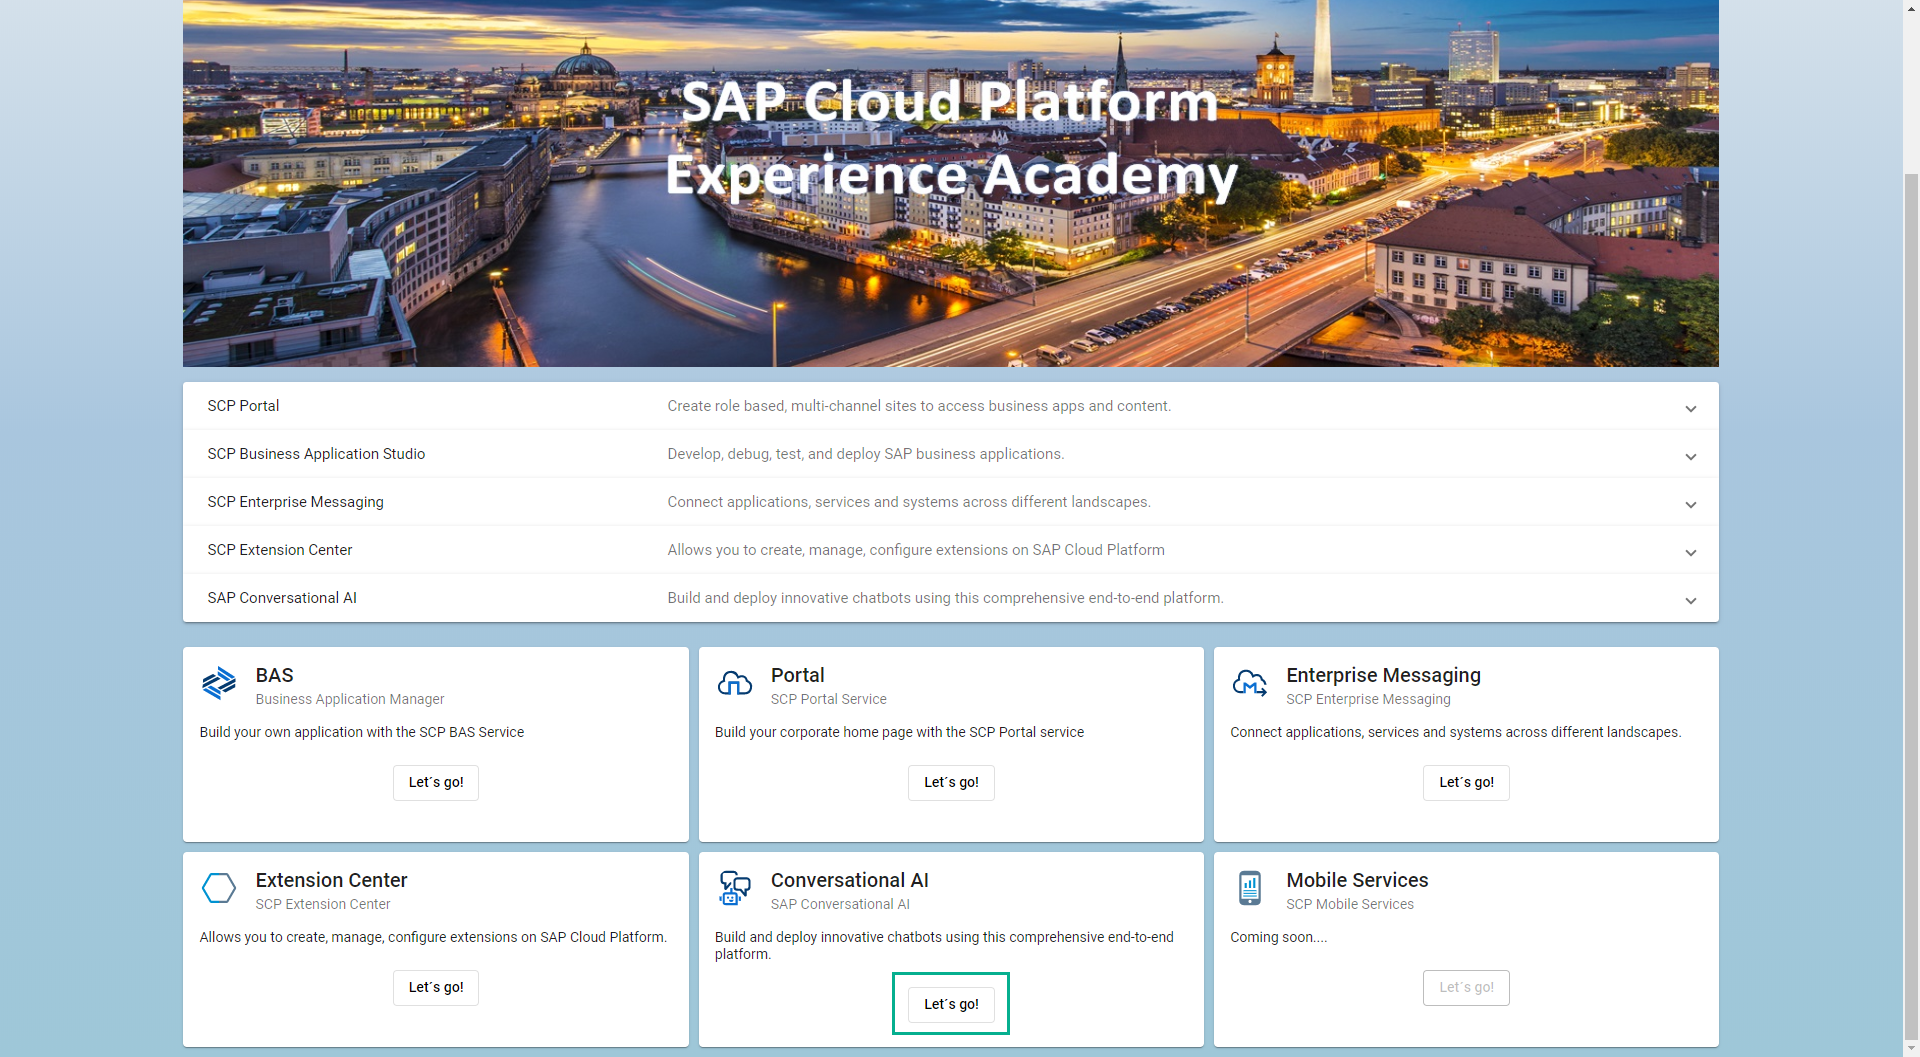 SAP Cloud Platform
Experience Academy
SCP Portal
Create role based, multi-channel sites to access business apps and content.
SCP Business Application Studio
Develop, debug, test, and deploy SAP business applications.
SCP Enterprise Messaging
Connect applications, services and systems across different landscapes.
SCP Extension Center
Allows you to create, manage, configure extensions on SAP Cloud Platform
SAP Conversational AI
Build and deploy innovative chatbots using this comprehensive end-to-end platform.
BAS
Business Application Manager
Build your own application with the SCP BAS Service
Let´s go!
Portal
SCP Portal Service
Build your corporate home page with the SCP Portal service
Let´s go!
Enterprise Messaging
SCP Enterprise Messaging
Connect applications, services and systems across different landscapes.
Let´s go!
Extension Center
SCP Extension Center
Allows you to create, manage, configure extensions on SAP Cloud Platform.
Let´s go!
Conversational AI
SAP Conversational AI
Build and deploy innovative chatbots using this comprehensive end-to-end
platform.
Let´s go!
Mobile Services
SCP Mobile Services
Coming soon....
Let´s go!